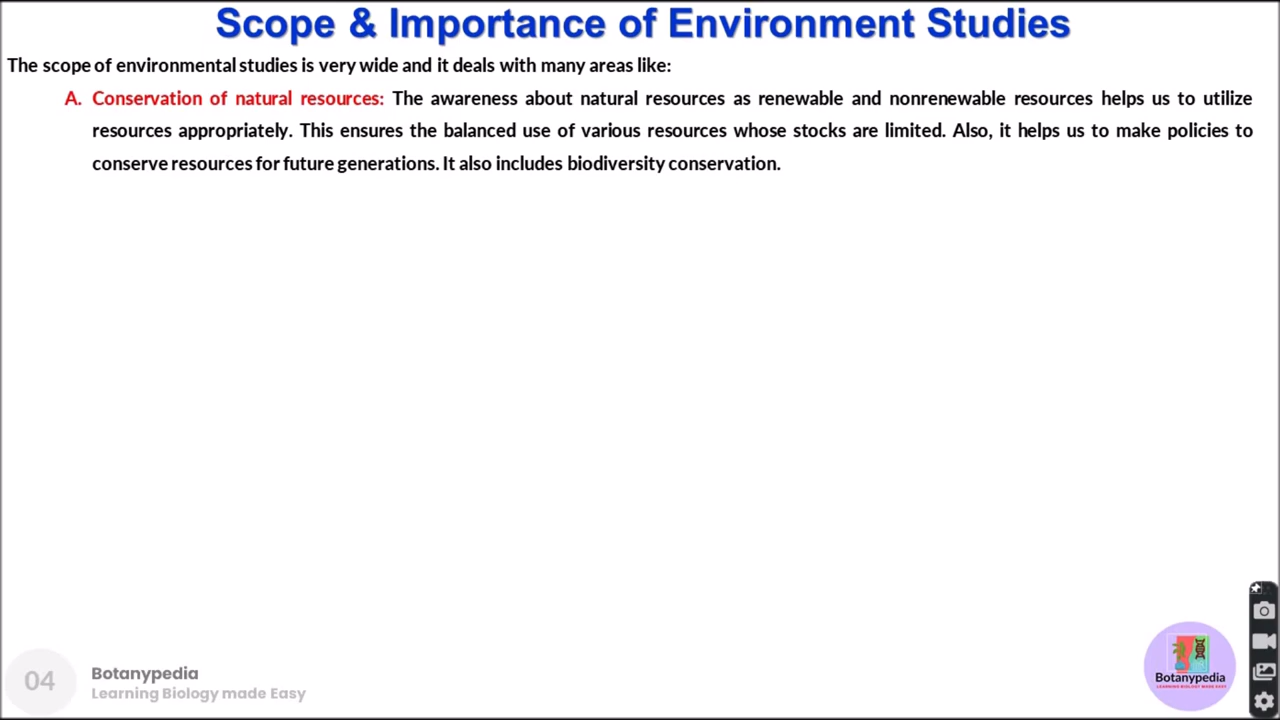 Scope & Importance of Environment Studies
The scope of environmental studies is very wide and it deals with many areas like:
A. Conservation of natural resources: The awareness about natural resources as renewable and nonrenewable resources helps us to utilize
resources appropriately. This ensures the balanced use of various resources whose stocks are limited. Also, it helps us to make policies to
conserve resources for future generations. It also includes biodiversity conservation.
04
Botanypedia
Learning Biology made Easy
Botanypedia
LEARNING BIOLOGY MADE EASY